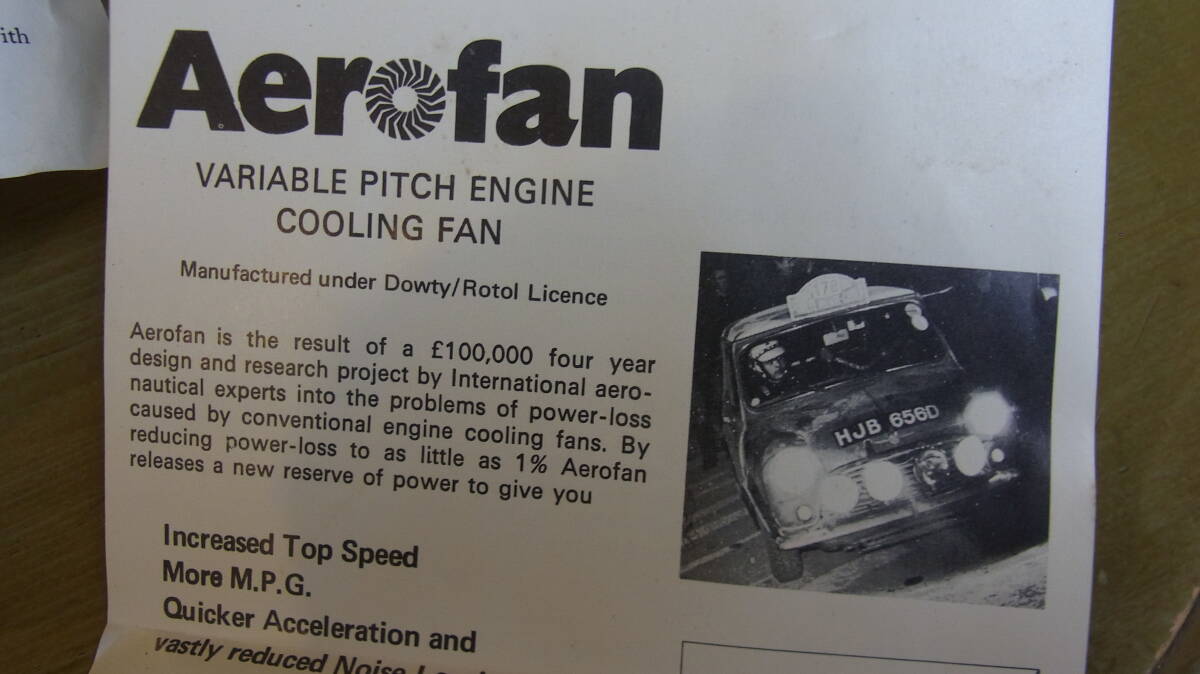 ith
Aerofan
VARIABLE PITCH ENGINE
COOLING FAN
Manufactured under Dowty/Rotol Licence
Aerofan is the result of a £100,000 four year
design and research project by International aero-
nautical experts into the problems of power-loss
caused by conventional engine cooling fans. By
reducing power-loss to as little as 1% Aerofan
releases a new reserve of power to give you
Increased Top Speed
More M.P.G.
Quicker Acceleration and
vastly reduced Noise
178
HJB 656D